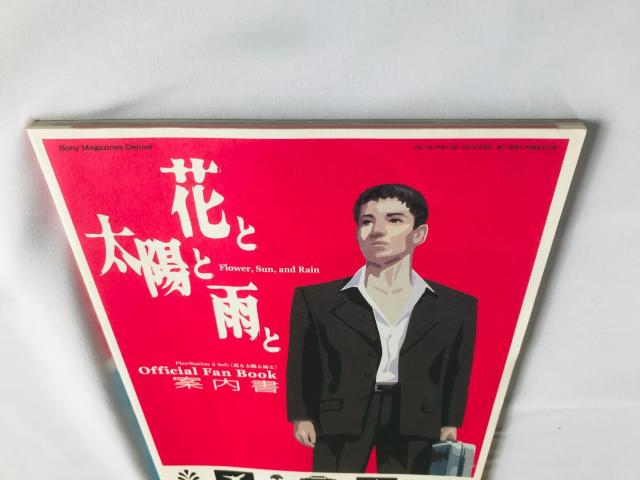 Sony Magazines Deluxe
花と
太陽と
雨と
Flower, Sun, and Rain
PlayStation 2 Soft「花と太陽と雨と」
Official Fan Book
案内書